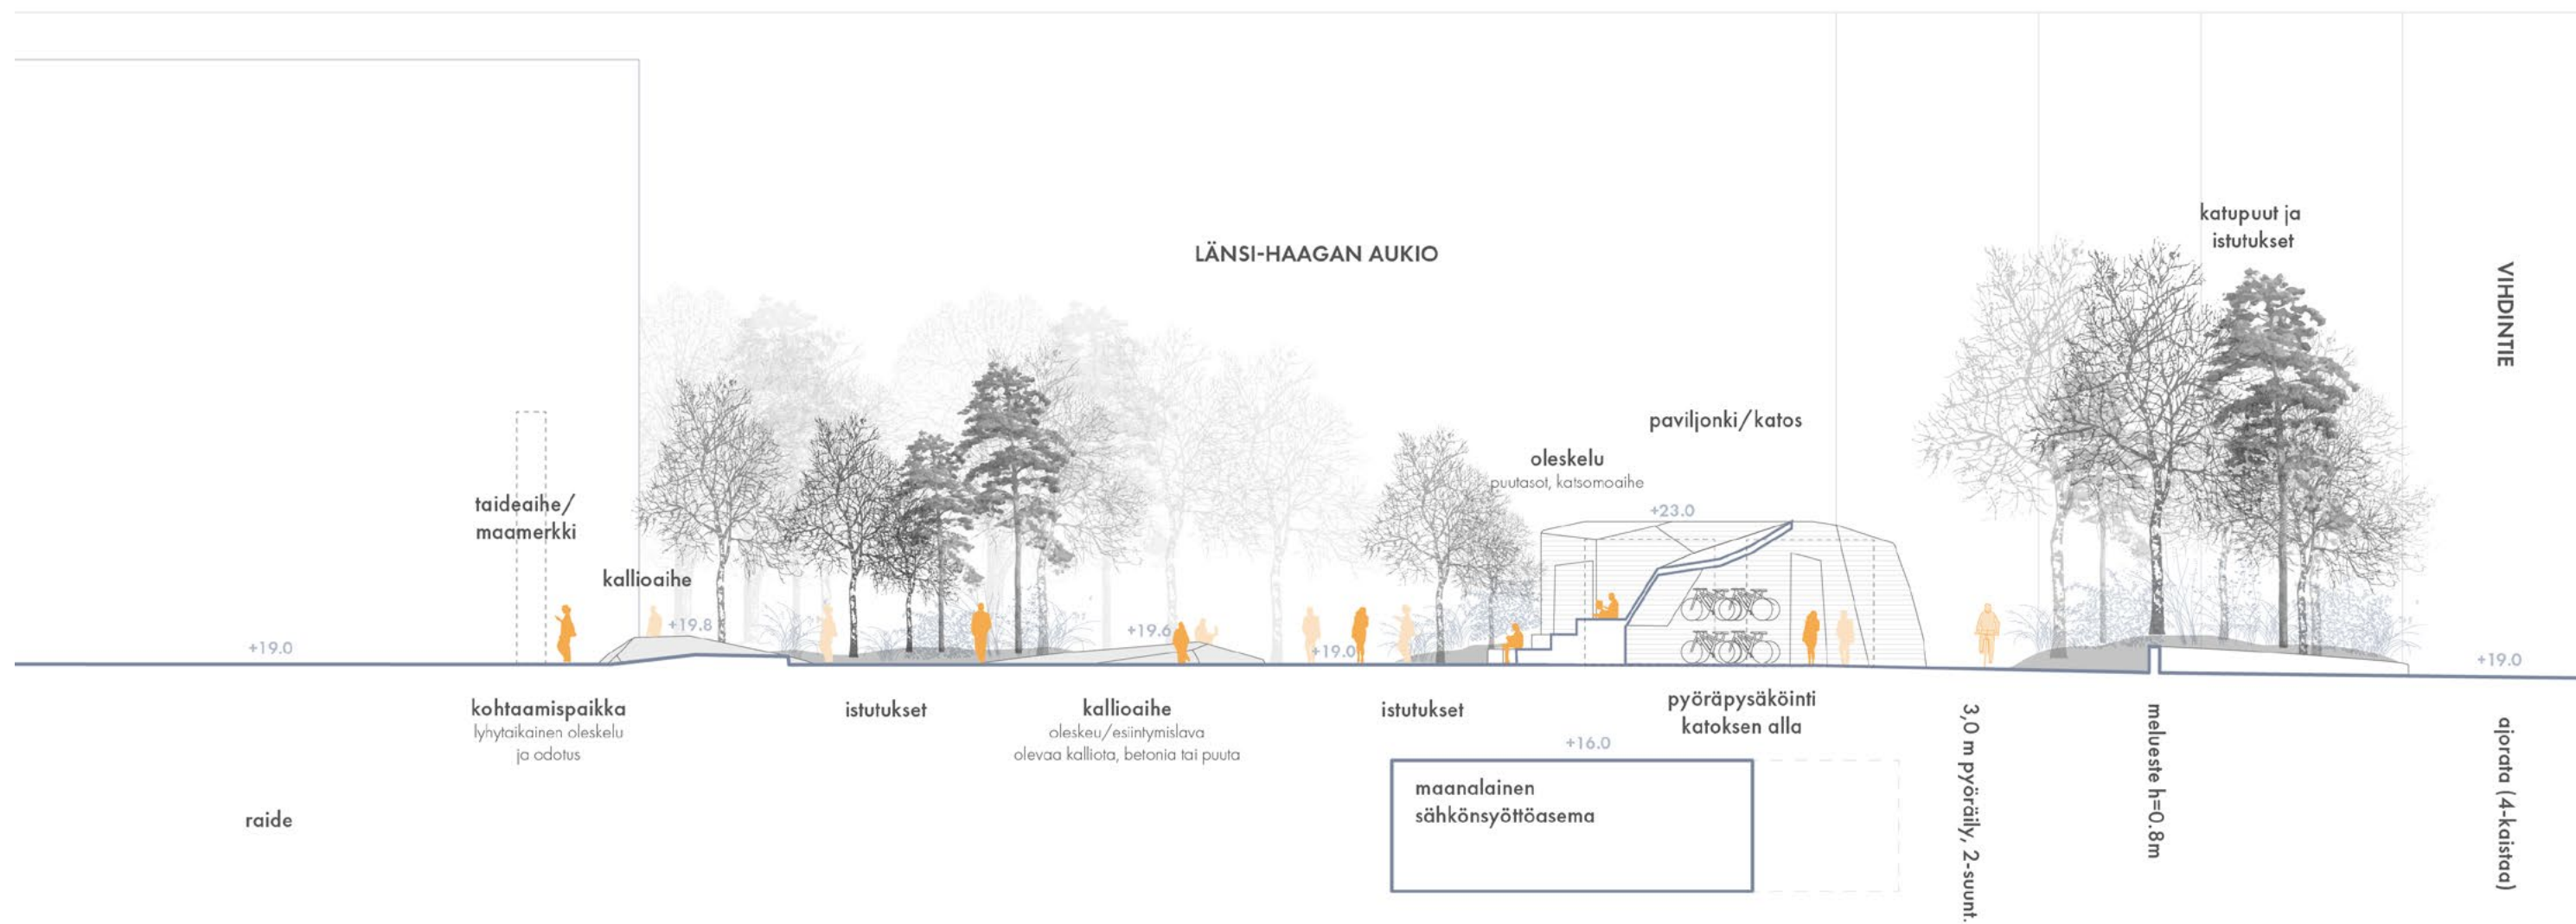 LÄNSI-HAAGAN AUKIO
katupuut ja
istutukset
VIHDINTIE
paviljonki/katos
oleskelu
puutasot, katsomoaihe
+23.0
taideaihe/
maamerkki
kallioaihe
+19.0
+19.8
+19.6
+19.0
+19.0
kohtaamispaikka
lyhytaikainen oleskelu
ja odotus
istutukset
kallioaihe
oleskeu/esiintymislava
olevaa kalliota, betonia tai puuta
istutukset
pyöräpysäköinti
katoksen alla
+16.0
maanalainen
sähkönsyöttöasema
raide
3,0 m pyöräily, 2-suunt.
melueste h=0.8m
ajorata (4-kaistaa)